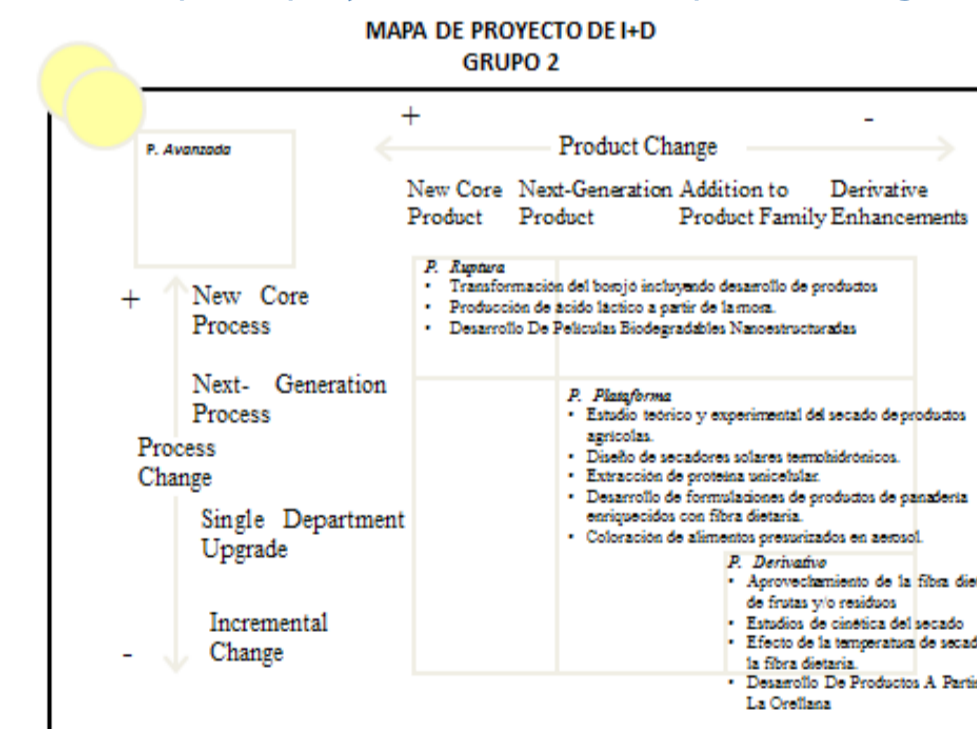 MAPA DE PROYECTO DE I+D
GRUPO 2
+
-
P. Avanzada
Product Change
New Core Product
Next-Generation Product
Addition to Product Family
Derivative Enhancements
+
New Core
Process
Next- Generation
Process
Process
Change
Single Department
Upgrade
Incremental
Change
-
P. Ruptura
• Transformación del borojo incluyendo desarrollo de productos
• Producción de ácido láctico a partir de la mora.
• Desarrollo De Películas Biodegradables Nanoestructuradas
P. Plataforma
• Estudio teórico y experimental del secado de productos
agrícolas.
• Diseño de secadores solares termohidrónicos.
• Extracción de proteína unicelular.
• Desarrollo de formulaciones de productos de panadería
enriquecidos con fibra dietaria.
• Coloración de alimentos presurizados en aerosol.
P. Derivativo
• Aprovechamiento de la fibra
de frutas y/o residuos
• Estudios de cinética del secado
• Efecto de la temperatura de
la fibra dietaria.
• Desarrollo De Productos A
La Orellana